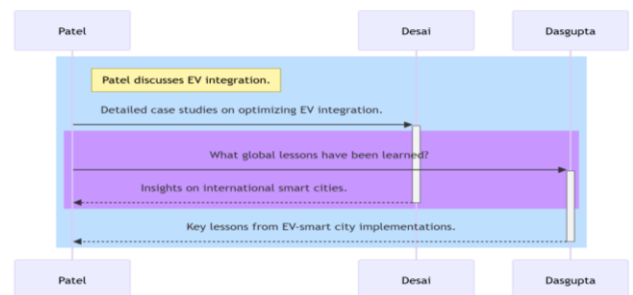 Patel
Desai
Dasgupta
Patel discusses EV integration.
Detailed case studies on optimizing EV integration.
What global lessons have been learned?
Insights on international smart cities.
Key lessons from EV-smart city implementations.
Patel
Desai
Dasgupta